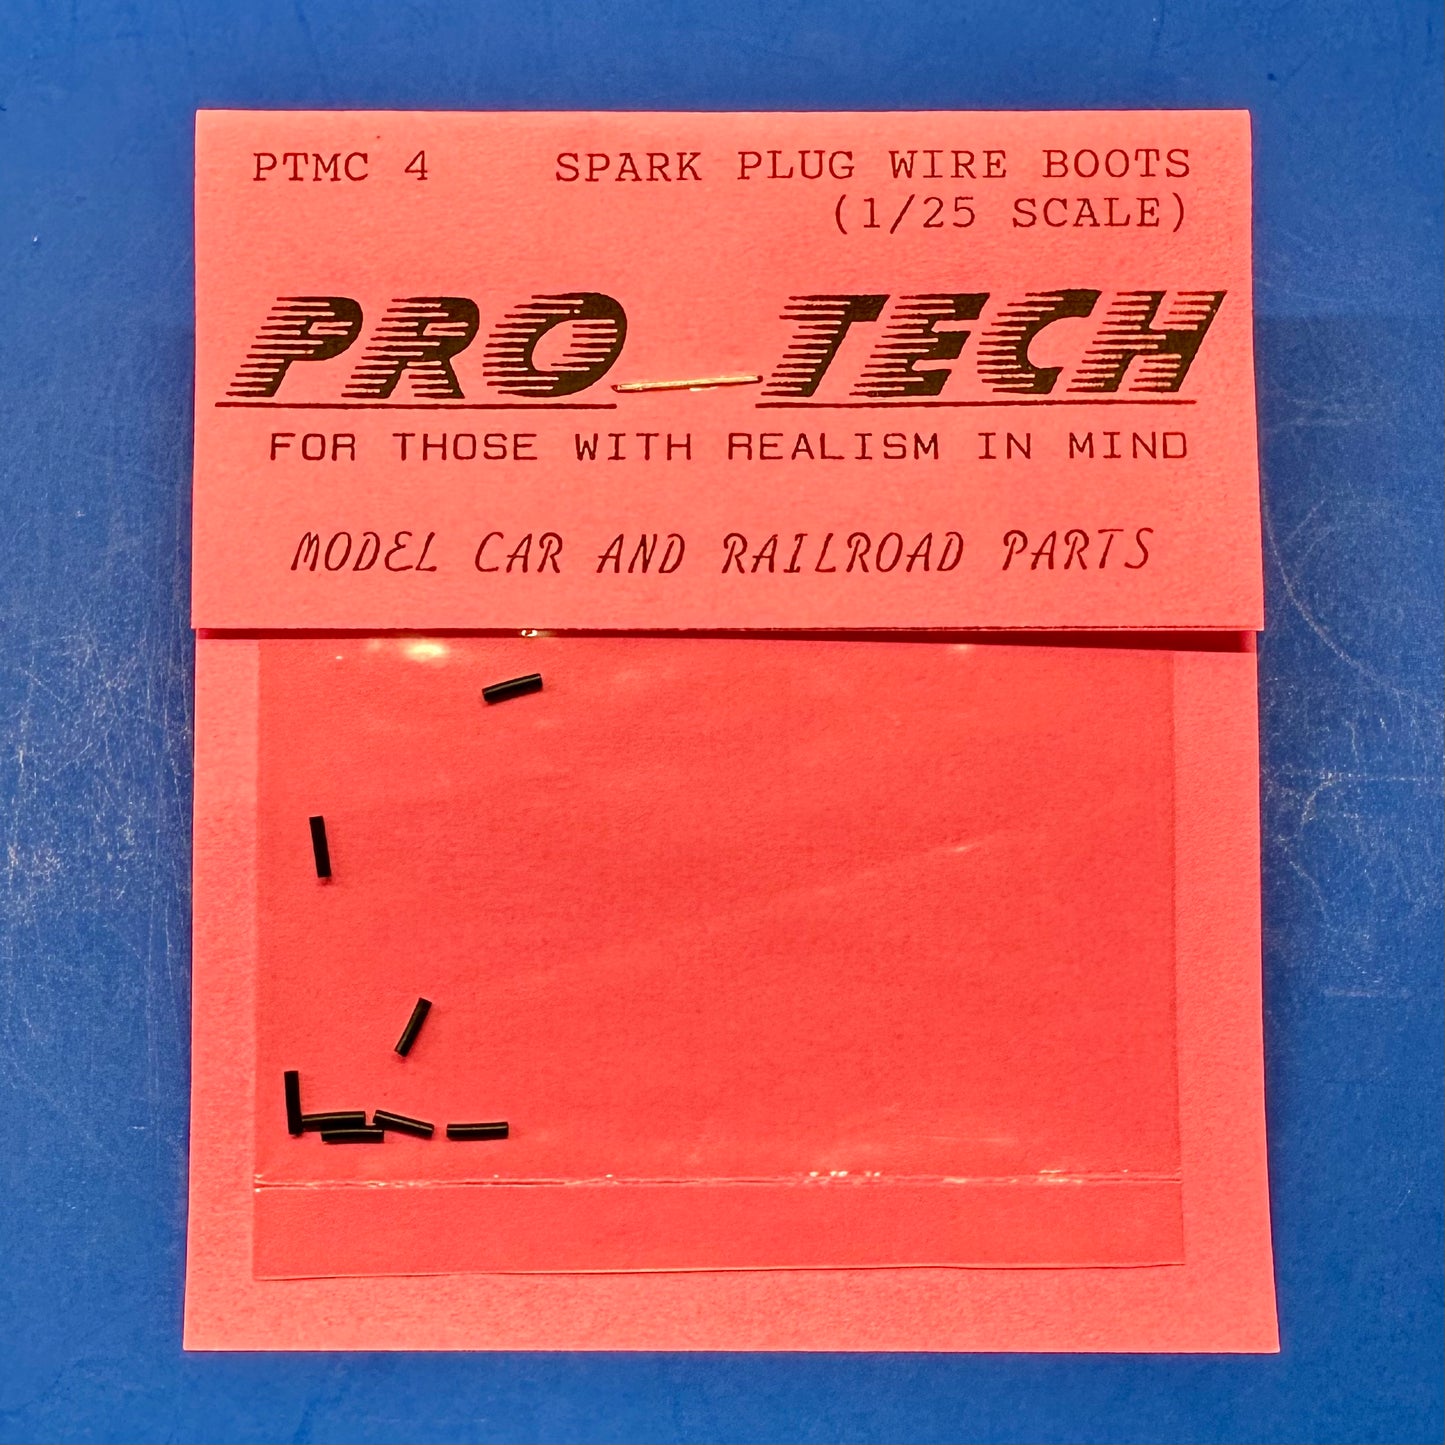 PTMC 4 SPARK PLUG WIRE BOOTS
(1/25 SCALE)
PRO TECH
FOR THOSE WITH REALISM IN MIND
MODEL CAR AND RAILROAD PARTS